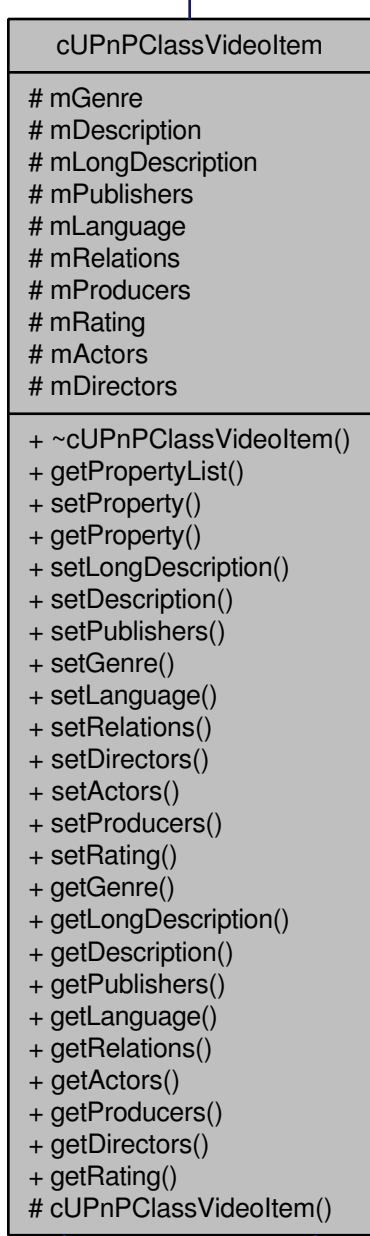 cUPnPClassVideoItem
# mGenre
# mDescription
# mLongDescription
# mPublishers
# mLanguage
# mRelations
# mProducers
# mRating
# mActors
# mDirectors
+ ~cUPnPClassVideoItem()
+ getPropertyList()
+ setProperty()
+ getProperty()
+ setLongDescription()
+ setDescription()
+ setPublishers()
+ setGenre()
+ setLanguage()
+ setRelations()
+ setDirectors()
+ setActors()
+ setProducers()
+ setRating()
+ getGenre()
+ getLongDescription()
+ getDescription()
+ getPublishers()
+ getLanguage()
+ getRelations()
+ getActors()
+ getProducers()
+ getDirectors()
+ getRating()
# cUPnPClassVideoItem()